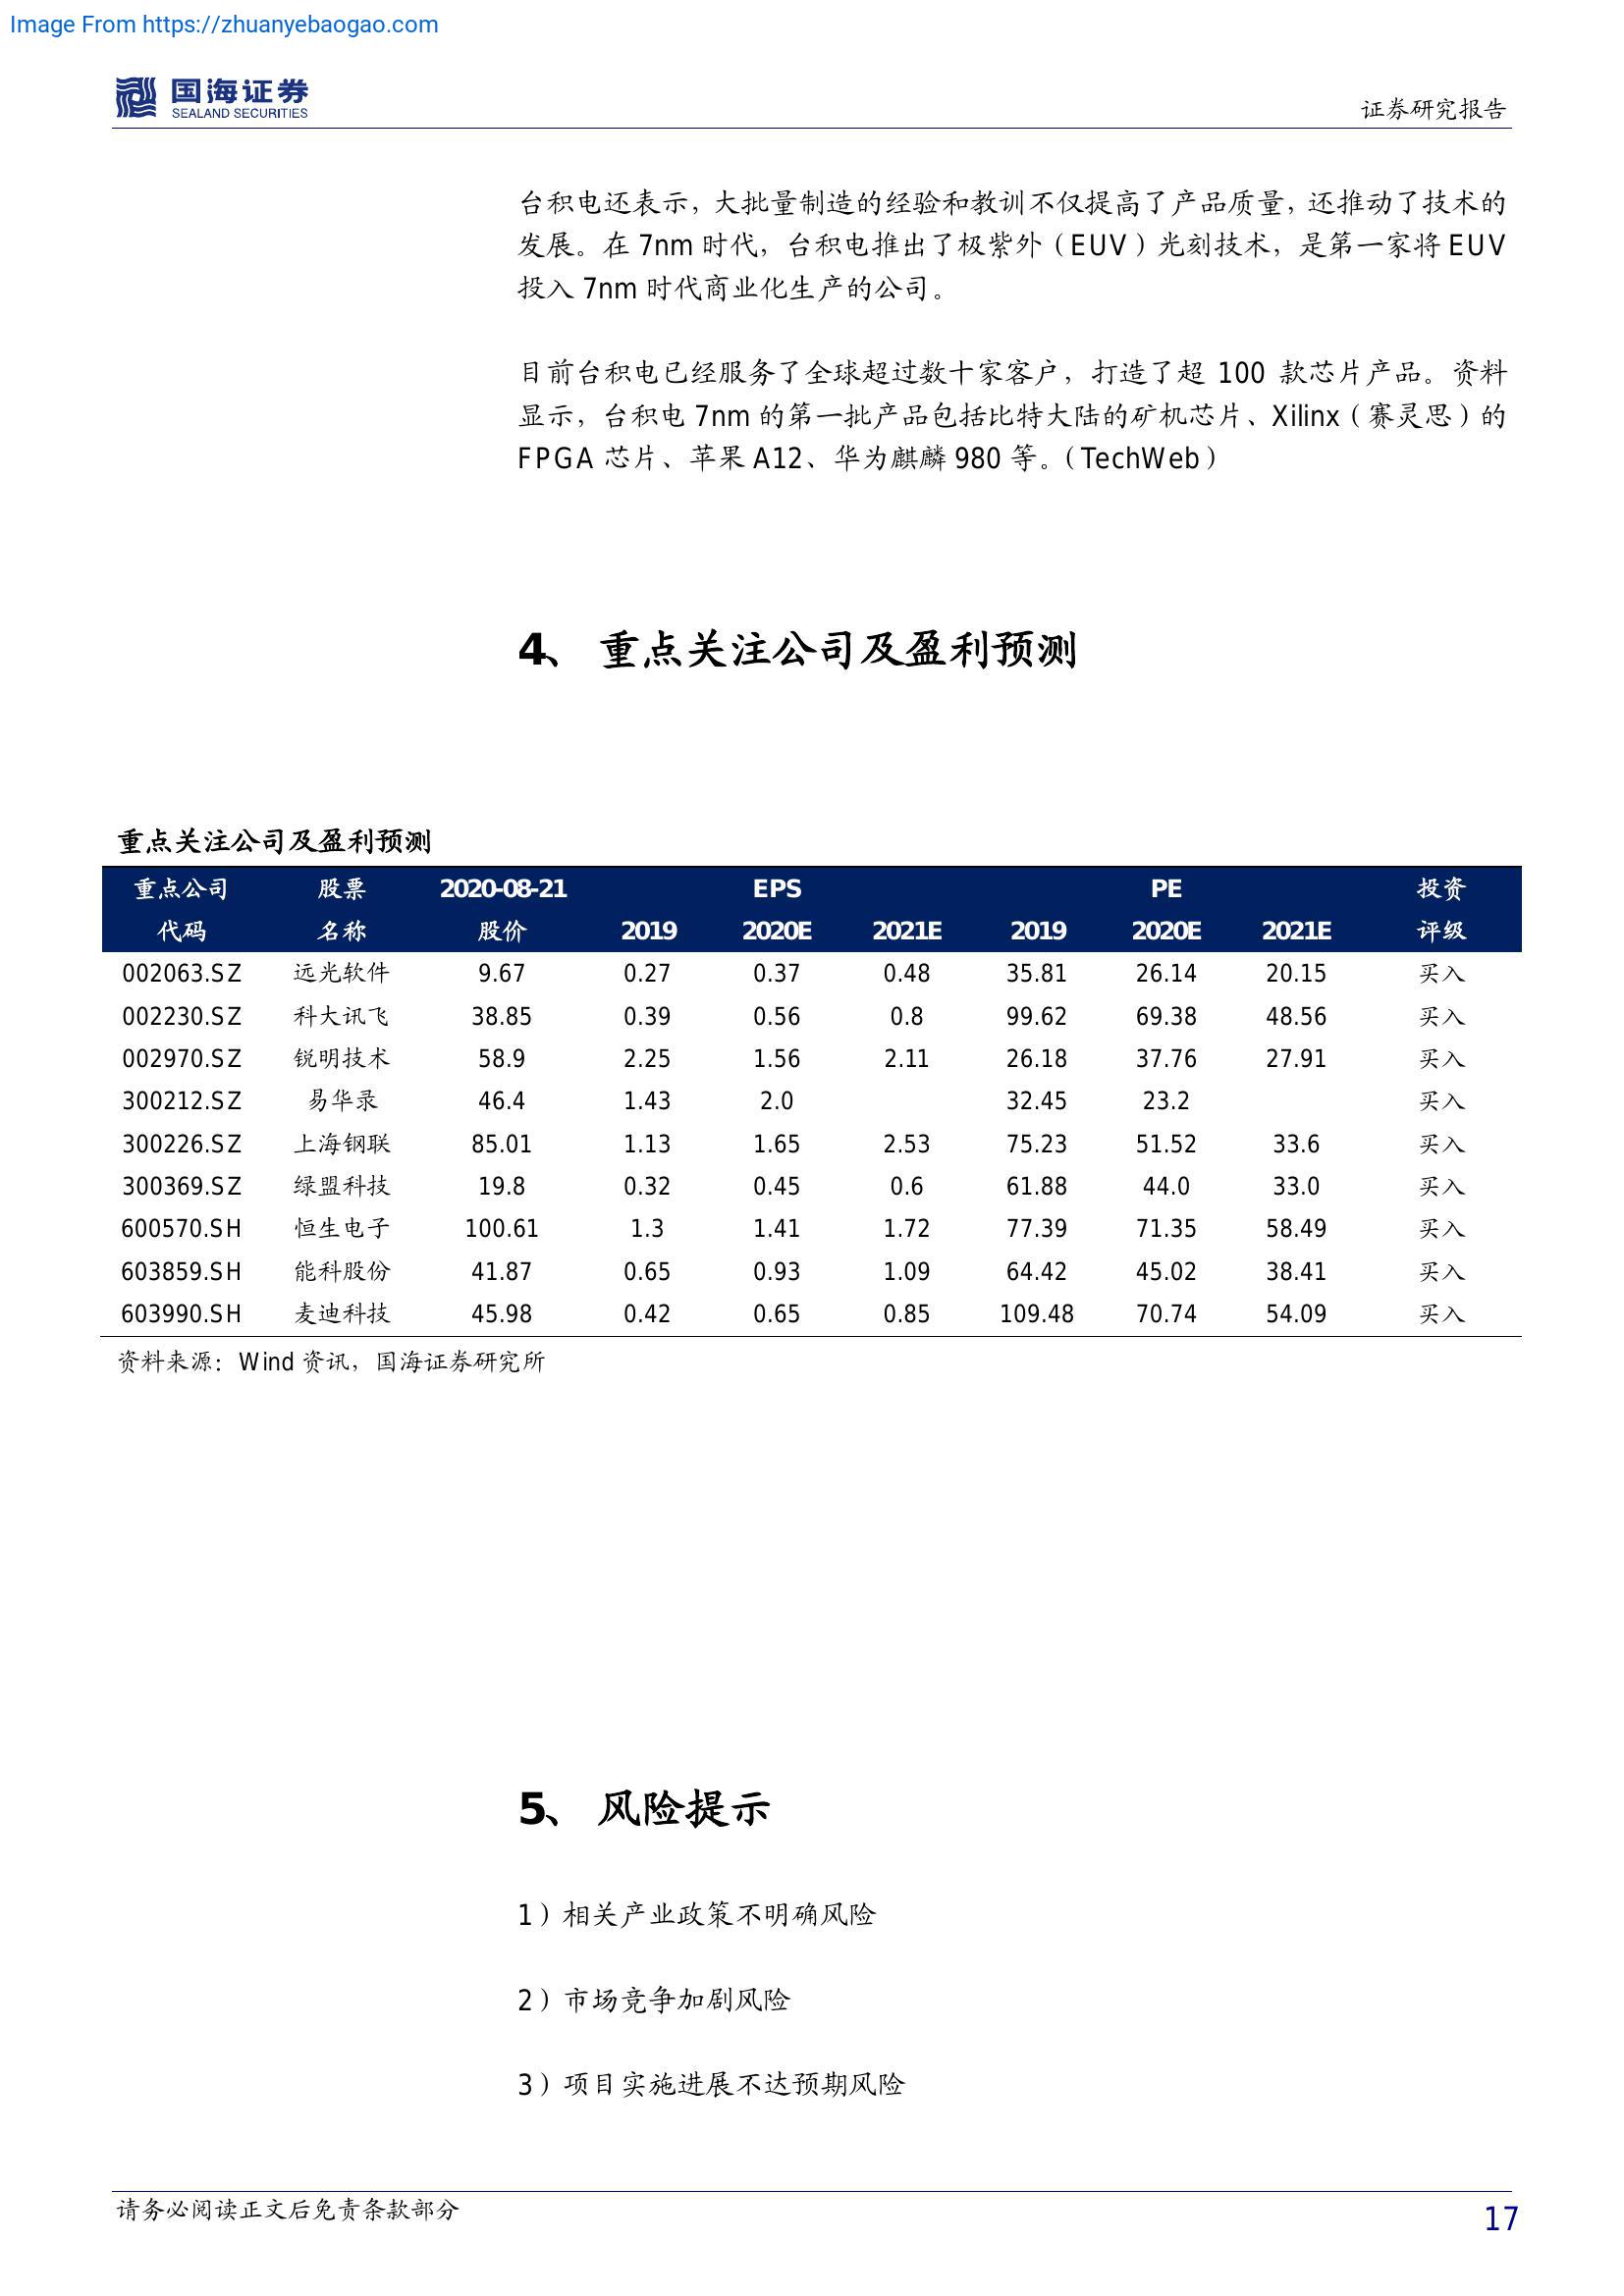 Image From https://zhuanyebaogao.com
国海证券
SEALAND SECURITIES
证券研究报告
台积电还表示，大批量制造的经验和教训不仅提高了产品质量，还推动了技术的
发展。在 7nm 时代，台积电推出了极紫外（EUV）光刻技术，是第一家将 EUV
投入 7nm 时代商业化生产的公司。
目前台积电已经服务了全球超过数十家客户，打造了超 100 款芯片产品。资料
显示，台积电 7nm 的第一批产品包括比特大陆的矿机芯片、Xilinx（赛灵思）的
FPGA 芯片、苹果 A12、华为麒麟 980 等。（TechWeb）
4、 重点关注公司及盈利预测
重点关注公司及盈利预测
重点公司 股票 2020-08-21 EPS PE 投资
代码 名称 股价 2019 2020E 2021E 2019 2020E 2021E 评级
002063.SZ 远光软件 9.67 0.27 0.37 0.48 35.81 26.14 20.15 买入
002230.SZ 科大讯飞 38.85 0.39 0.56 0.8 99.62 69.38 48.56 买入
002970.SZ 锐明技术 58.9 2.25 1.56 2.11 26.18 37.76 27.91 买入
300212.SZ 易华录 46.4 1.43 2.0 32.45 23.2 买入
300226.SZ 上海钢联 85.01 1.13 1.65 2.53 75.23 51.52 33.6 买入
300369.SZ 绿盟科技 19.8 0.32 0.45 0.6 61.88 44.0 33.0 买入
600570.SH 恒生电子 100.61 1.3 1.41 1.72 77.39 71.35 58.49 买入
603859.SH 能科股份 41.87 0.65 0.93 1.09 64.42 45.02 38.41 买入
603990.SH 麦迪科技 45.98 0.42 0.65 0.85 109.48 70.74 54.09 买入
资料来源：Wind 资讯，国海证券研究所
5、 风险提示
1）相关产业政策不明确风险
2）市场竞争加剧风险
3）项目实施进展不达预期风险
请务必阅读正文后免责条款部分
17